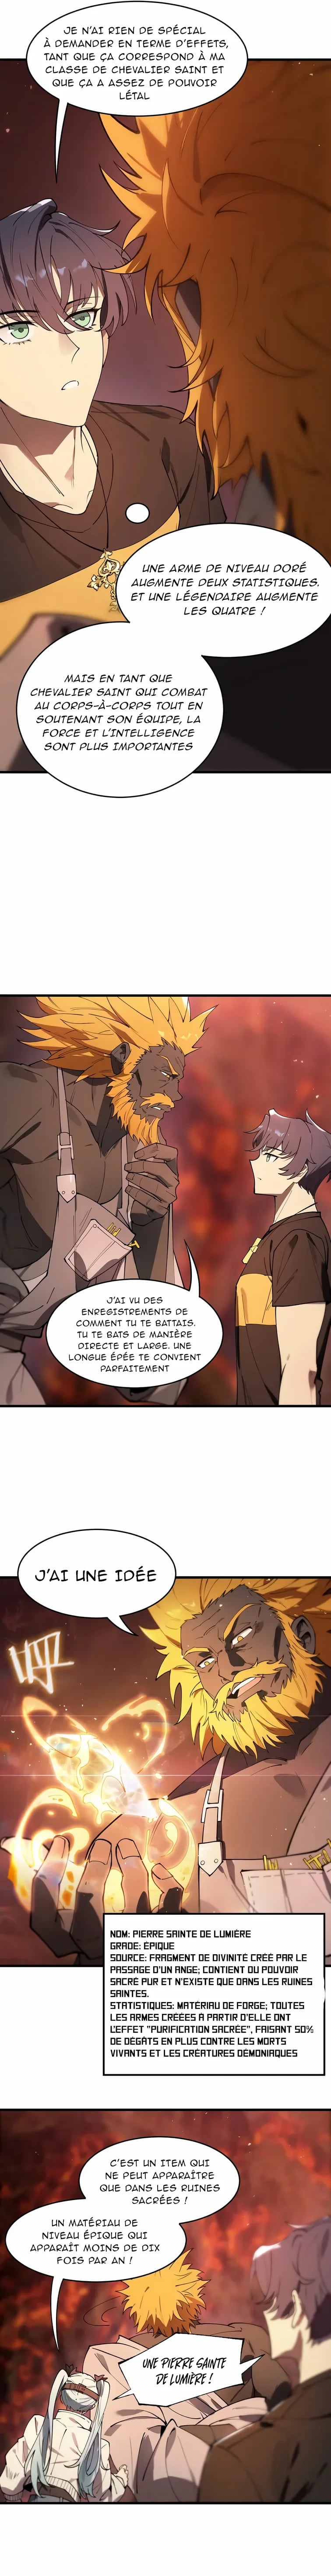 JE N'AI RIEN DE SPÉCIAL
À DEMANDER EN TERME D'EFFETS,
TANT QUE ÇA CORRESPOND À MA
CLASSE DE CHEVALIER SAINT ET
QUE ÇA A ASSEZ DE POUVOIR
LÉTAL
UNE ARME DE NIVEAU DORÉ
AUGMENTE DEUX STATISTIQUES.
ET UNE LÉGENDAIRE AUGMENTE
LES QUATRE !
MAIS EN TANT QUE
CHEVALIER SAINT QUI COMBAT
AU CORPS-À-CORPS TOUT EN
SOUTENANT SON ÉQUIPE, LA
FORCE ET L'INTELLIGENCE
SONT PLUS IMPORTANTES
J'AI VU DES
ENREGISTREMENTS DE
COMMENT TU TE BATTAIS.
TU TE BATS DE MANIÈRE
DIRECTE ET LARGE. UNE
LONGUE ÉPÉE TE CONVIENT
PARFAITEMENT
J'AI UNE IDÉE
NOM: PIERRE SAINTE DE LUMIÈRE
GRADE: ÉPIQUE
SOURCE: FRAGMENT DE DIVINITÉ CRÉÉ PAR LE
PASSAGE D'UN ANGE; CONTIENT DU POUVOIR
SACRÉ PUR ET N'EXISTE QUE DANS LES RUINES
SAINTES.
STATISTIQUES: MATÉRIAU DE FORGE; TOUTES
LES ARMES CRÉÉES À PARTIR D'ELLE ONT
L'EFFET "PURIFICATION SACRÉE", FAISANT 50%
DE DÉGÂTS EN PLUS CONTRE LES MORTS
VIVANTS ET LES CRÉATURES DÉMONIAQUES
C'EST UN ITEM QUI
NE PEUT APPARAÎTRE
QUE DANS LES RUINES
SACRÉES !
UN MATÉRIAU DE
NIVEAU ÉPIQUE QUI
APPARAÎT MOINS DE DIX
FOIS PAR AN !
UNE PIERRE SAINTE
DE LUMIÈRE !